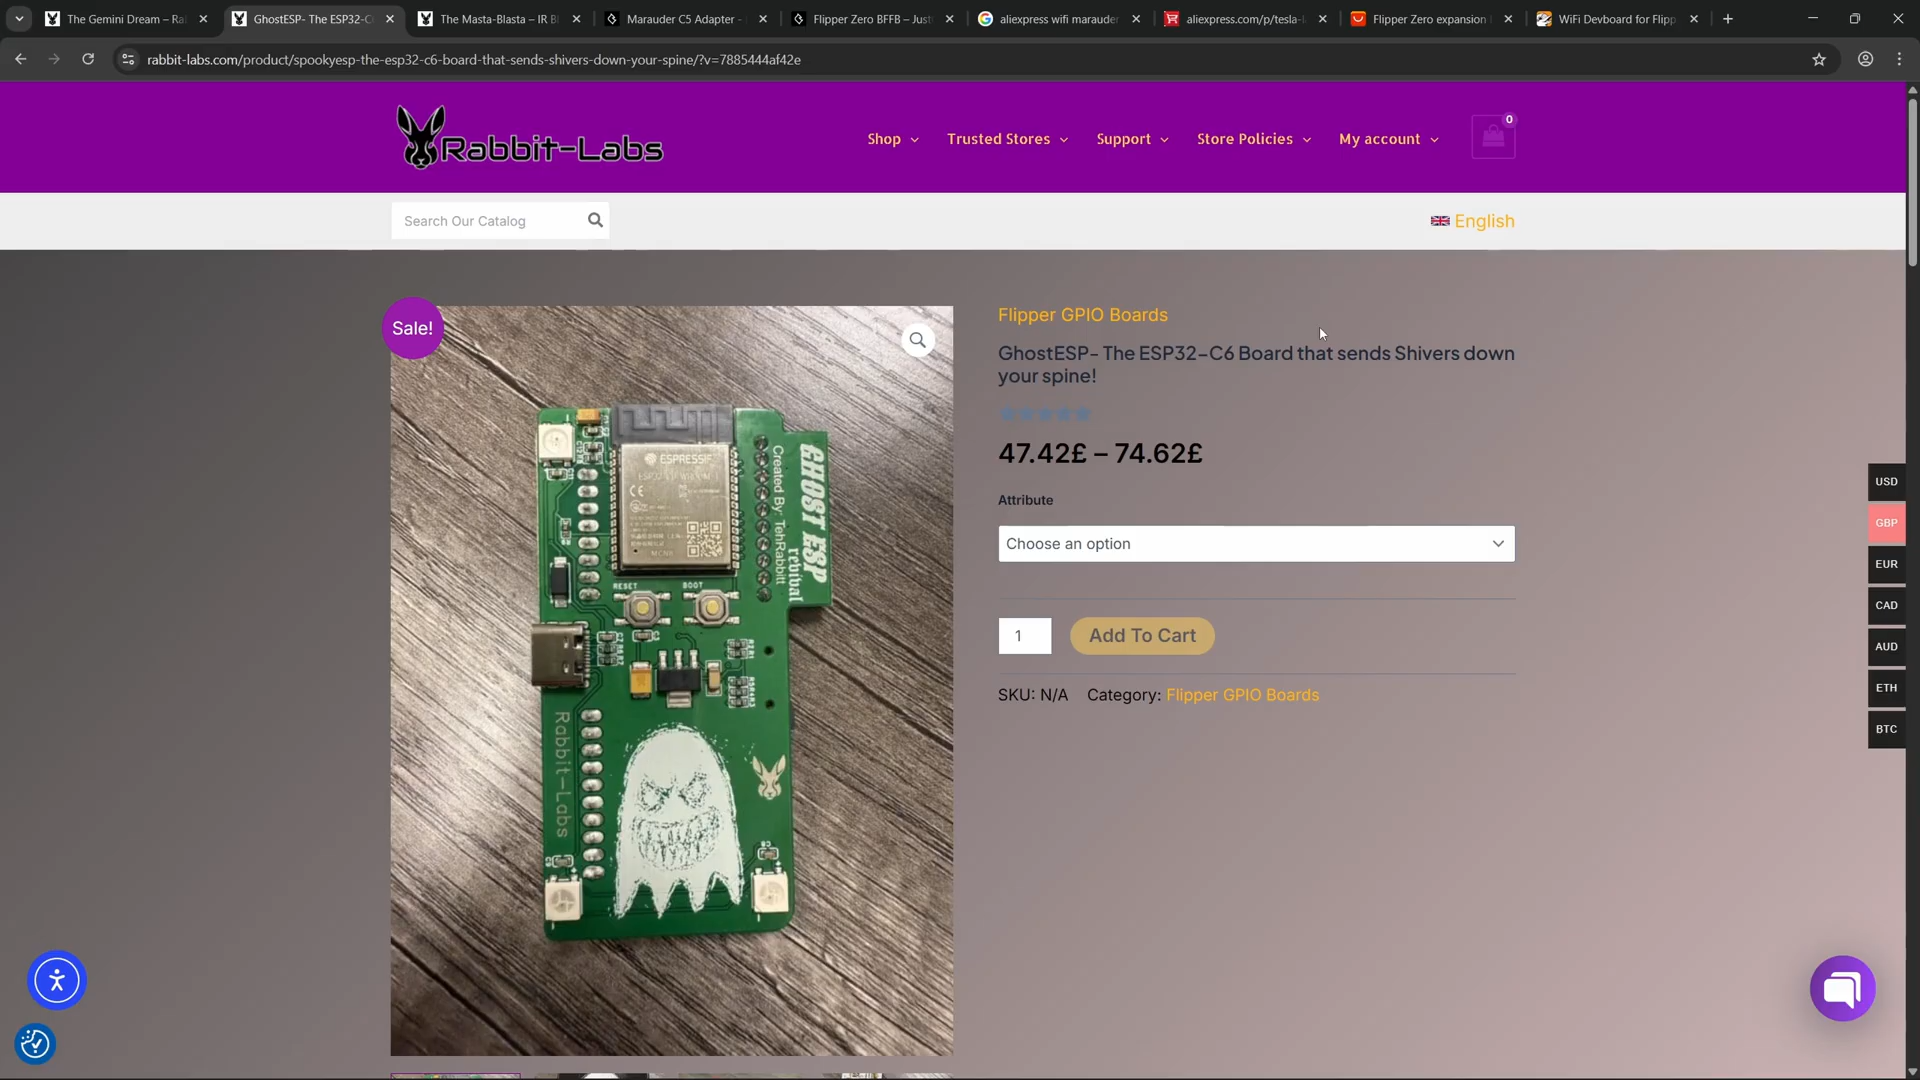 The Gemini Dream – Ra
GhostESP- The ESP32-C
The Masta-Blasta – IR B
Marauder C5 Adapter -
Flipper Zero BFFB – Just
aliexpress wifi marauder
aliexpress.com/p/tesla-
Flipper Zero expansion
WiFi Devboard for Flipp
rabbit-labs.com/product/spookyesp-the-esp32-c6-board-that-sends-shivers-down-your-spine/?v=7885444af42e
Rabbit-Labs
Shop
Trusted Stores
Support
Store Policies
My account
0
Search Our Catalog
English
Sale!
Flipper GPIO Boards
GhostESP- The ESP32-C6 Board that sends Shivers down
your spine!
47.42£ – 74.62£
Attribute
Choose an option
1
Add To Cart
SKU: N/A Category: Flipper GPIO Boards
USD
GBP
EUR
CAD
AUD
ETH
BTC
ESPRESSIF
CE
RESET
BOOT
GHOST ESP
rebibal
Created By: TehRabbitt
Rabbit-Labs